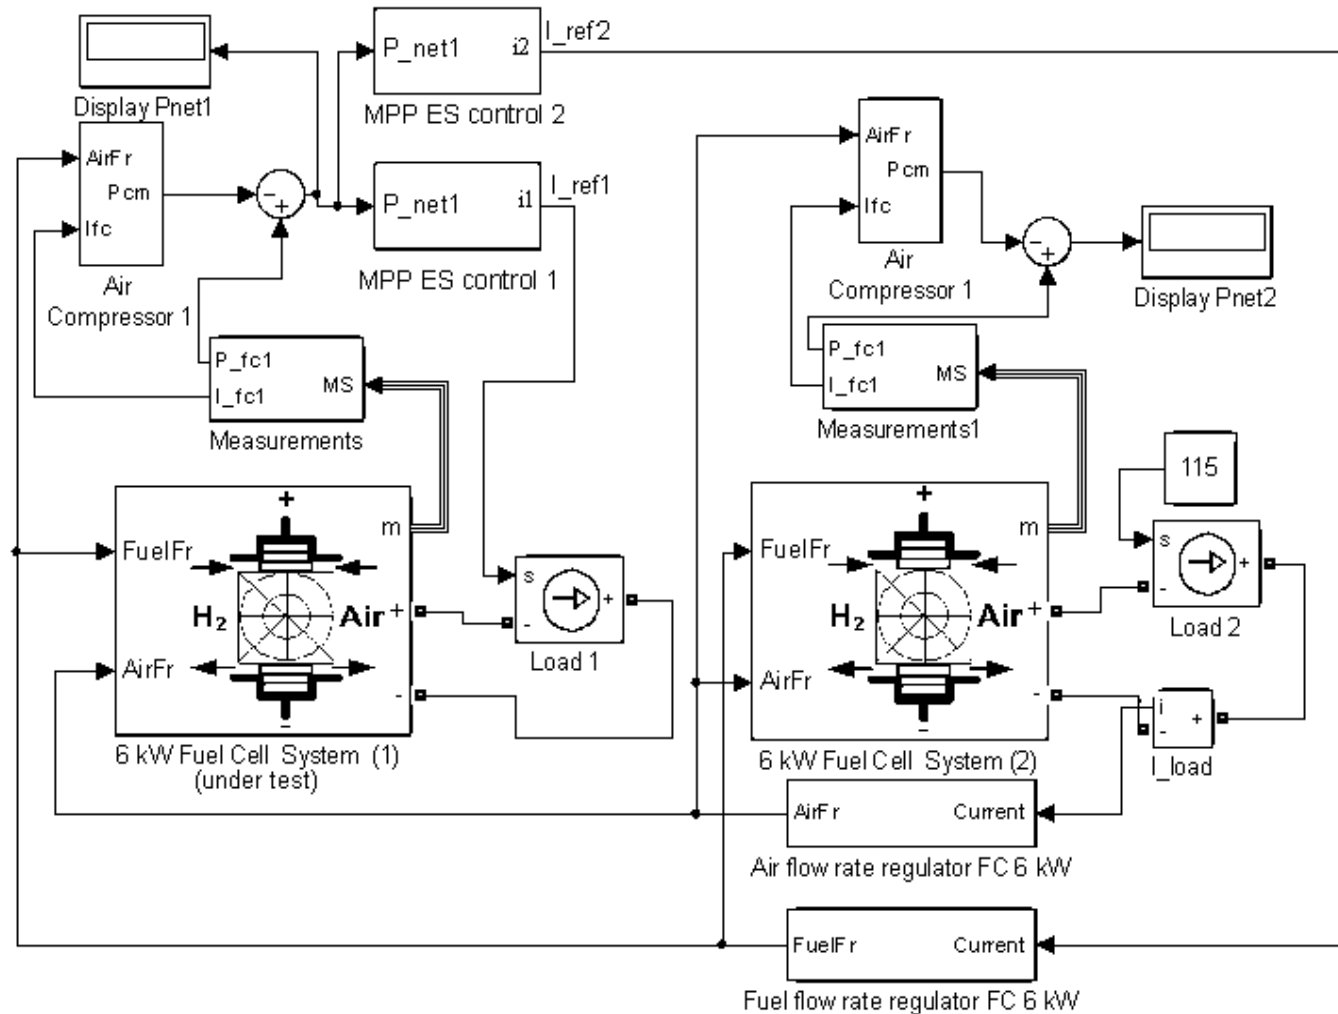 Display Pnet1
P_net1
i2
I_ref2
MPP ES control 2
AirFr
Pcm
Ifc
Air
Compressor 1
-
+
P_net1
i1
I_ref1
MPP ES control 1
AirFr
Pcm
Ifc
Air
Compressor 1
-
+
Display Pnet2
P_fc1
I_fc1
MS
Measurements
P_fc1
I_fc1
MS
Measurements1
115
FuelFr
AirFr
m
+
-
+
H2
Air
-
6 kW Fuel Cell System (1)
(under test)
s
-
+
Load 1
FuelFr
AirFr
m
+
-
+
H2
Air
-
6 kW Fuel Cell System (2)
s
-
+
Load 2
i
-
+
I_load
AirFr
Current
Air flow rate regulator FC 6 kW
FuelFr
Current
Fuel flow rate regulator FC 6 kW